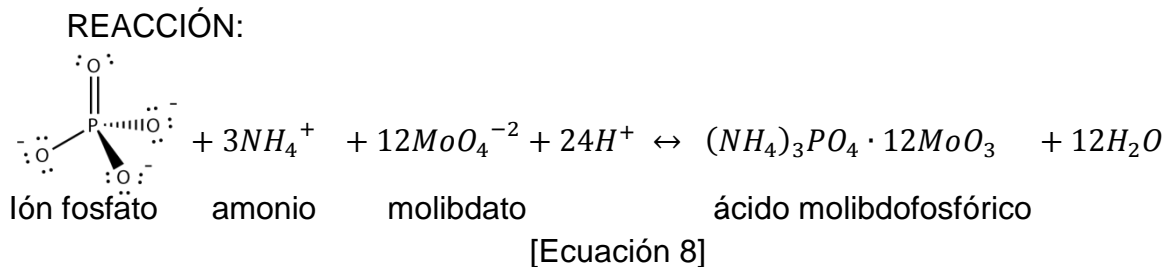 REACCIÓN:
+ 3NH₄⁺ + 12MoO₄⁻² + 24H⁺ ↔ (NH₄)₃PO₄ · 12MoO₃ + 12H₂O
Ión fosfato amonio molibdato ácido molibdofosfórico
[Ecuación 8]